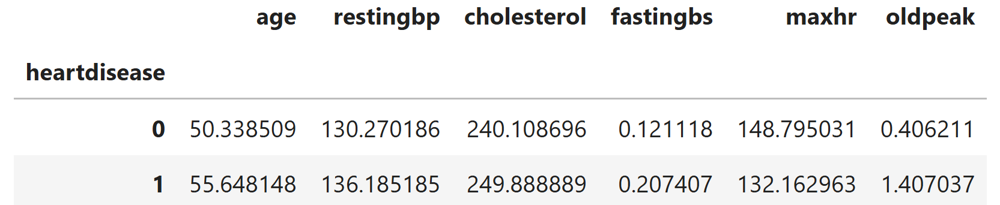 age restingbp cholesterol fastingbs maxhr oldpeak
heartdisease
0 50.338509 130.270186 240.108696 0.121118 148.795031 0.406211
1 55.648148 136.185185 249.888889 0.207407 132.162963 1.407037